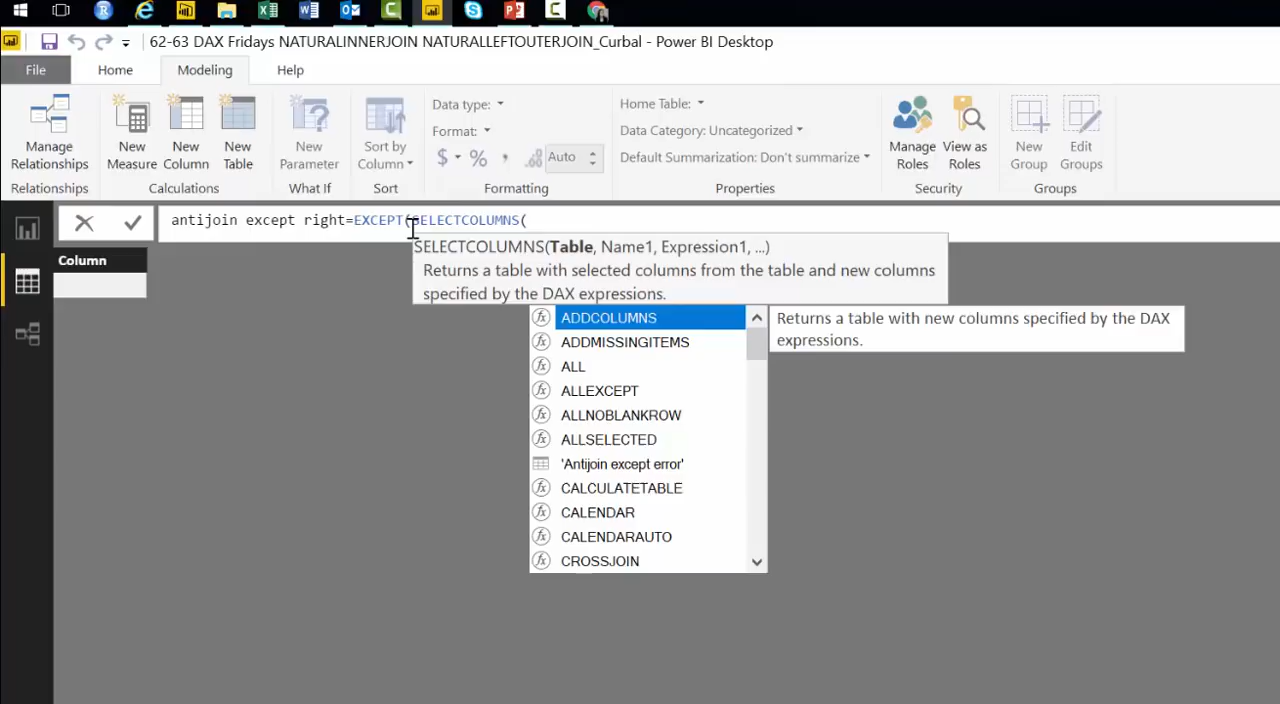 62-63 DAX Fridays NATURALINNERJOIN NATURALLEFTOUTERJOIN_Curbal - Power BI Desktop
File
Home
Modeling
Help
Manage
Relationships
Relationships
New
Measure
New
Column
New
Table
Calculations
New
Parameter
What If
Sort by
Column
Sort
Data type:
Format:
$ % , Auto
Formatting
Home Table:
Data Category: Uncategorized
Default Summarization: Don't summarize
Properties
Manage
Roles
View as
Roles
Security
New
Group
Edit
Groups
Groups
antijoin except right=EXCEPT(SELECTCOLUMNS(
SELECTCOLUMNS(Table, Name1, Expression1, ...)
Returns a table with selected columns from the table and new columns
specified by the DAX expressions.
Column
ADDCOLUMNS
ADDMISSINGITEMS
ALL
ALLEXCEPT
ALLNOBLANKROW
ALLSELECTED
'Antijoin except error'
CALCULATETABLE
CALENDAR
CALENDARAUTO
CROSSJOIN
Returns a table with new columns specified by the DAX
expressions.